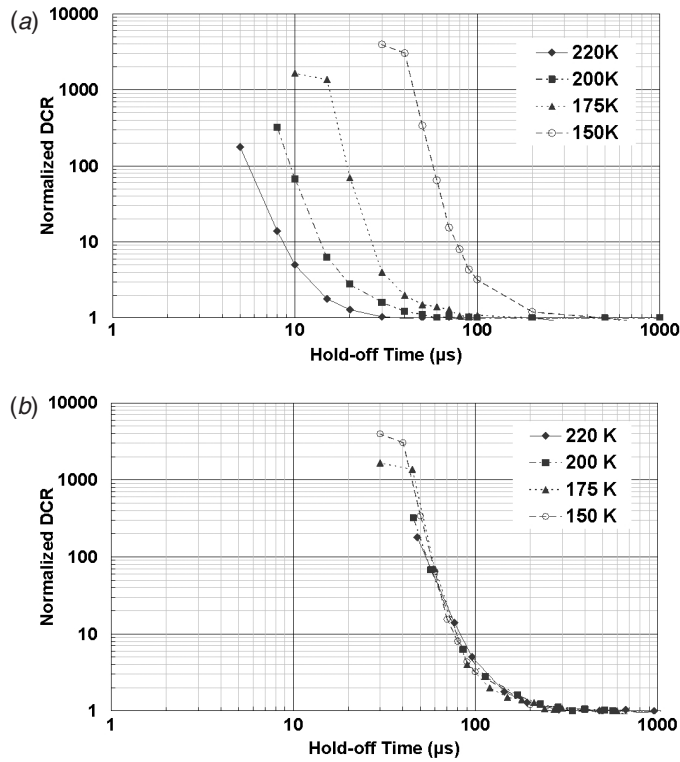 (a)
10000
1000
100
10
1
Normalized DCR
220K
200K
175K
150K
1 10 100 1000
Hold-off Time (μs)
(b)
10000
1000
100
10
1
Normalized DCR
220 K
200 K
175 K
150 K
1 10 100 1000
Hold-off Time (μs)